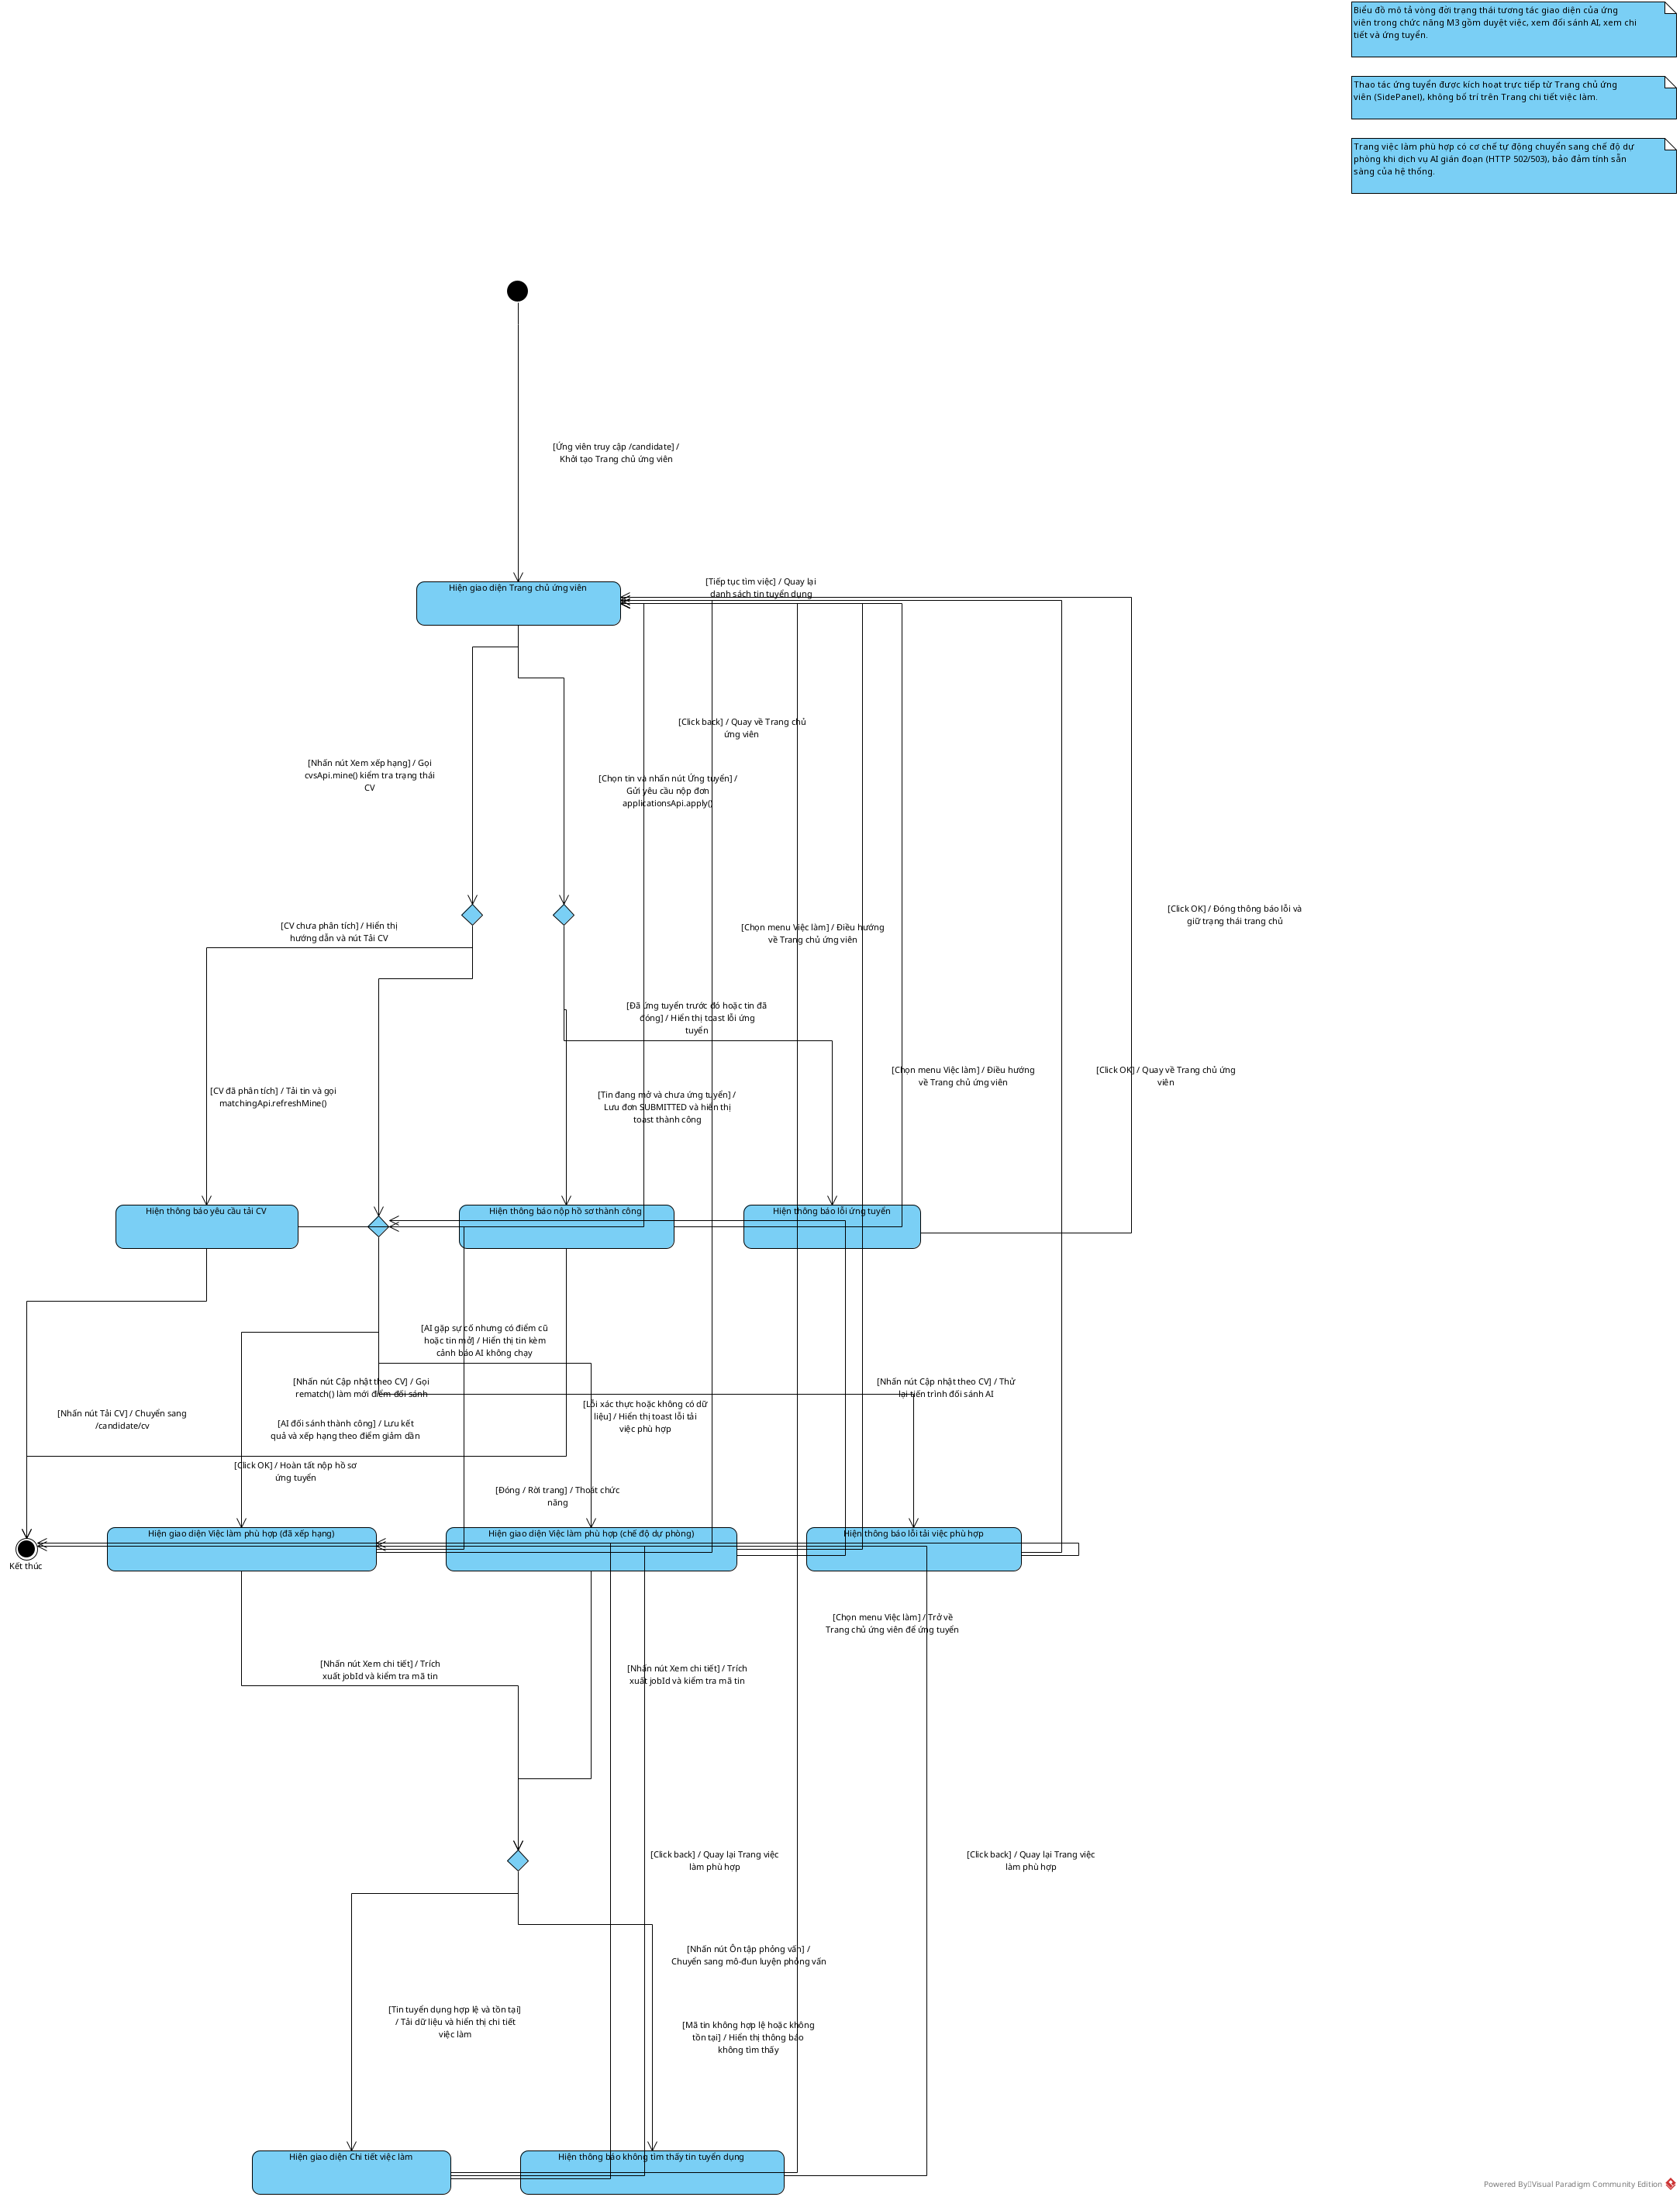 Biểu đồ mô tả vòng đời trạng thái tương tác giao diện của ứng
viên trong chức năng M3 gồm duyệt việc, xem đối sánh AI, xem chi
tiết và ứng tuyển.
Thao tác ứng tuyển được kích hoạt trực tiếp từ Trang chủ ứng
viên (SidePanel), không bố trí trên Trang chi tiết việc làm.
Trang việc làm phù hợp có cơ chế tự động chuyển sang chế độ dự
phòng khi dịch vụ AI gián đoạn (HTTP 502/503), bảo đảm tính sẵn
sàng của hệ thống.
[Ứng viên truy cập /candidate] /
Khởi tạo Trang chủ ứng viên
Hiện giao diện Trang chủ ứng viên
[Tiếp tục tìm việc] / Quay lại
danh sách tin tuyển dụng
[Click back] / Quay về Trang chủ
ứng viên
[Nhấn nút Xem xếp hạng] / Gọi
cvsApi.mine() kiểm tra trạng thái
CV
[Chọn tin và nhấn nút Ứng tuyển] /
Gửi yêu cầu nộp đơn
applicationsApi.apply()
[Click OK] / Đóng thông báo lỗi và
giữ trạng thái trang chủ
[CV chưa phân tích] / Hiển thị
hướng dẫn và nút Tải CV
[Chọn menu Việc làm] / Điều hướng
về Trang chủ ứng viên
[Đã ứng tuyển trước đó hoặc tin đã
đóng] / Hiển thị toast lỗi ứng
tuyển
[Chọn menu Việc làm] / Điều hướng
về Trang chủ ứng viên
[Click OK] / Quay về Trang chủ ứng
viên
[CV đã phân tích] / Tải tin và gọi
matchingApi.refreshMine()
[Tin đang mở và chưa ứng tuyển] /
Lưu đơn SUBMITTED và hiển thị
toast thành công
Hiện thông báo yêu cầu tải CV
Hiện thông báo nộp hồ sơ thành công
Hiện thông báo lỗi ứng tuyển
[AI gặp sự cố nhưng có điểm cũ
hoặc tin mở] / Hiển thị tin kèm
cảnh báo AI không chạy
[Nhấn nút Cập nhật theo CV] / Gọi
rematch() làm mới điểm đối sánh
[Nhấn nút Cập nhật theo CV] / Thử
lại tiến trình đối sánh AI
[Nhấn nút Tải CV] / Chuyển sang
/candidate/cv
[AI đối sánh thành công] / Lưu kết
quả và xếp hạng theo điểm giảm dần
[Lỗi xác thực hoặc không có dữ
liệu] / Hiển thị toast lỗi tải
việc phù hợp
[Click OK] / Hoàn tất nộp hồ sơ
ứng tuyển
[Đóng / Rời trang] / Thoát chức
năng
Hiện giao diện Việc làm phù hợp (đã xếp hạng)
Hiện giao diện Việc làm phù hợp (chế độ dự phòng)
Hiện thông báo lỗi tải việc phù hợp
Kết thúc
[Chọn menu Việc làm] / Trở về
Trang chủ ứng viên để ứng tuyển
[Nhấn nút Xem chi tiết] / Trích
xuất jobId và kiểm tra mã tin
[Nhấn nút Xem chi tiết] / Trích
xuất jobId và kiểm tra mã tin
[Click back] / Quay lại Trang việc
làm phù hợp
[Click back] / Quay lại Trang việc
làm phù hợp
[Nhấn nút Ôn tập phỏng vấn] /
Chuyển sang mô-đun luyện phỏng vấn
[Tin tuyển dụng hợp lệ và tồn tại]
/ Tải dữ liệu và hiển thị chi tiết
việc làm
[Mã tin không hợp lệ hoặc không
tồn tại] / Hiển thị thông báo
không tìm thấy
Hiện giao diện Chi tiết việc làm
Hiện thông báo không tìm thấy tin tuyển dụng
Powered By Visual Paradigm Community Edition